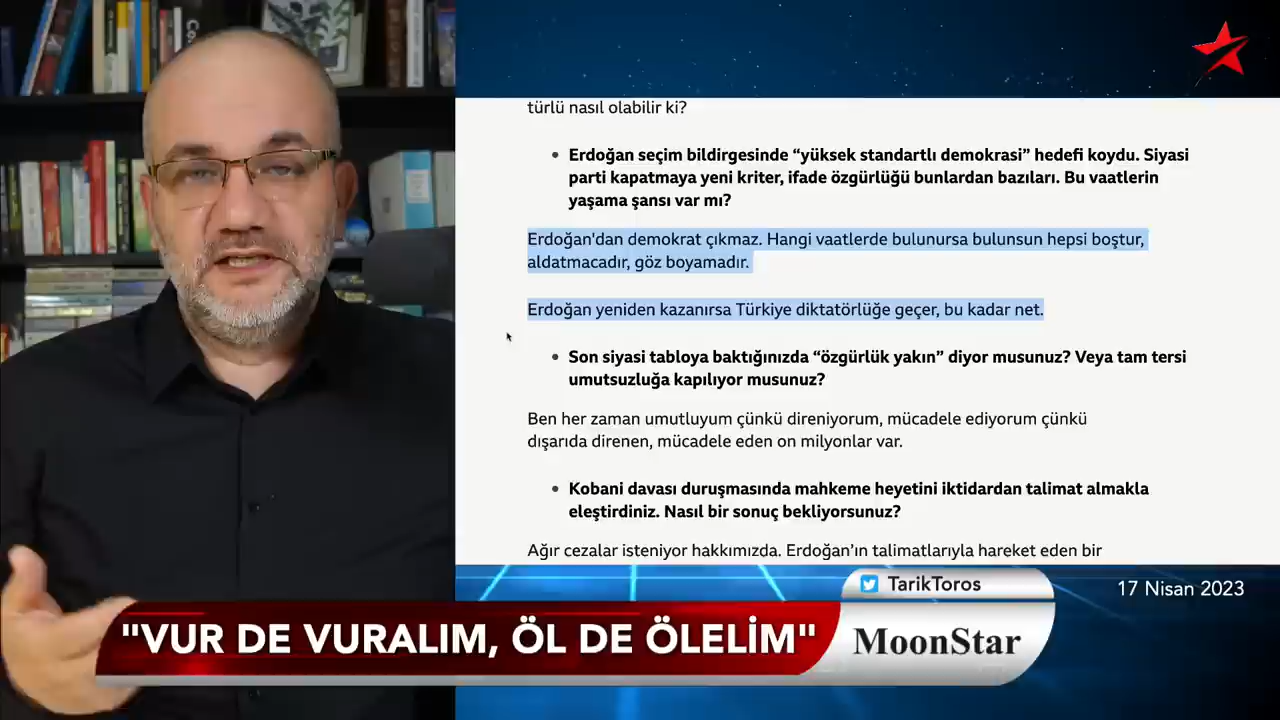 türlü nasıl olabilir ki?
• Erdoğan seçim bildirgesinde “yüksek standartlı demokrasi” hedefi koydu. Siyasi
parti kapatmaya yeni kriter, ifade özgürlüğü bunlardan bazıları. Bu vaatlerin
yaşama şansı var mı?
Erdoğan'dan demokrat çıkmaz. Hangi vaatlerde bulunursa bulunsun hepsi boştur,
aldatmacadır, göz boyamadır.
Erdoğan yeniden kazanırsa Türkiye diktatörlüğe geçer, bu kadar net.
• Son siyasi tabloya baktığınızda “özgürlük yakın” diyor musunuz? Veya tam tersi
umutsuzluğa kapılıyor musunuz?
Ben her zaman umutluyum çünkü direniyorum, mücadele ediyorum çünkü
dışarıda direnen, mücadele eden on milyonlar var.
• Kobani davası duruşmasında mahkeme heyetini iktidardan talimat almakla
eleştirdiniz. Nasıl bir sonuç bekliyorsunuz?
Ağır cezalar isteniyor hakkımızda. Erdoğan’ın talimatlarıyla hareket eden bir
TarikToros
17 Nisan 2023
"VUR DE VURALIM, ÖL DE ÖLELİM"
MoonStar